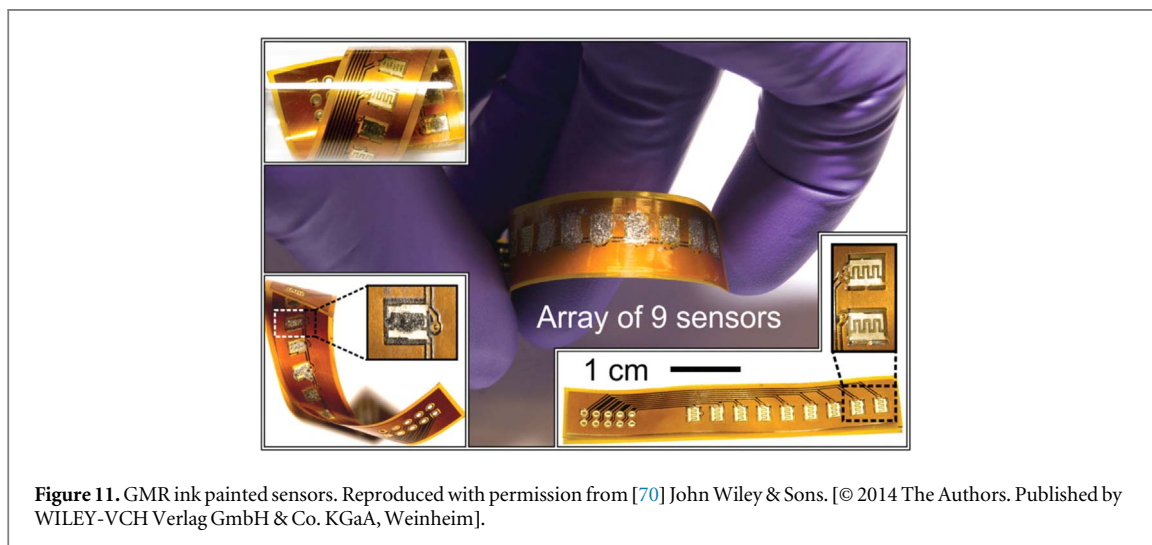 Array of 9 sensors
1 cm
Figure 11. GMR ink painted sensors. Reproduced with permission from [70] John Wiley & Sons. [© 2014 The Authors. Published by
WILEY-VCH Verlag GmbH & Co. KGaA, Weinheim].